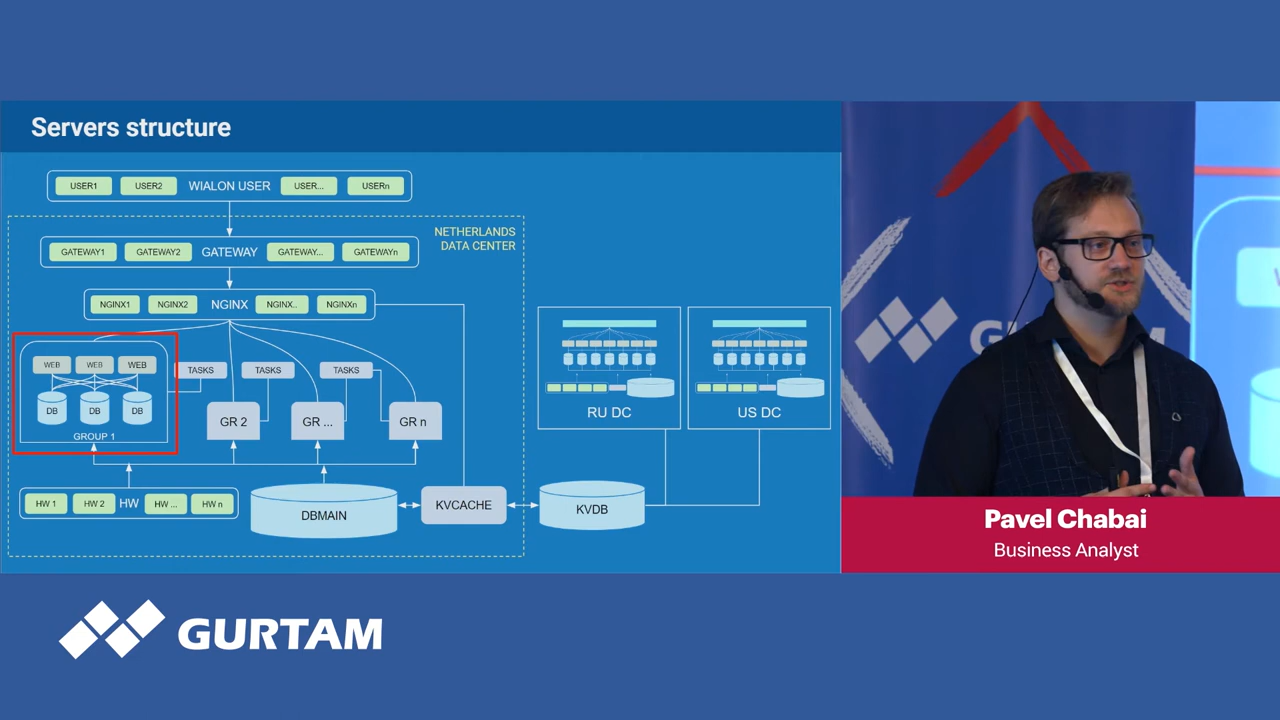 Servers structure
USER1 USER2 WIALON USER USER... USERn
NETHERLANDS
DATA CENTER
GATEWAY1 GATEWAY2 GATEWAY GATEWAY... GATEWAYn
NGINX1 NGINX2 NGINX NGINX.. NGINXn
WEB WEB WEB
TASKS TASKS TASKS
DB DB DB
GROUP 1
GR 2 GR ... GR n
RU DC US DC
HW 1 HW 2 HW HW ... HW n
DBMAIN
KVCACHE
KVDB
Pavel Chabai
Business Analyst
GURTAM